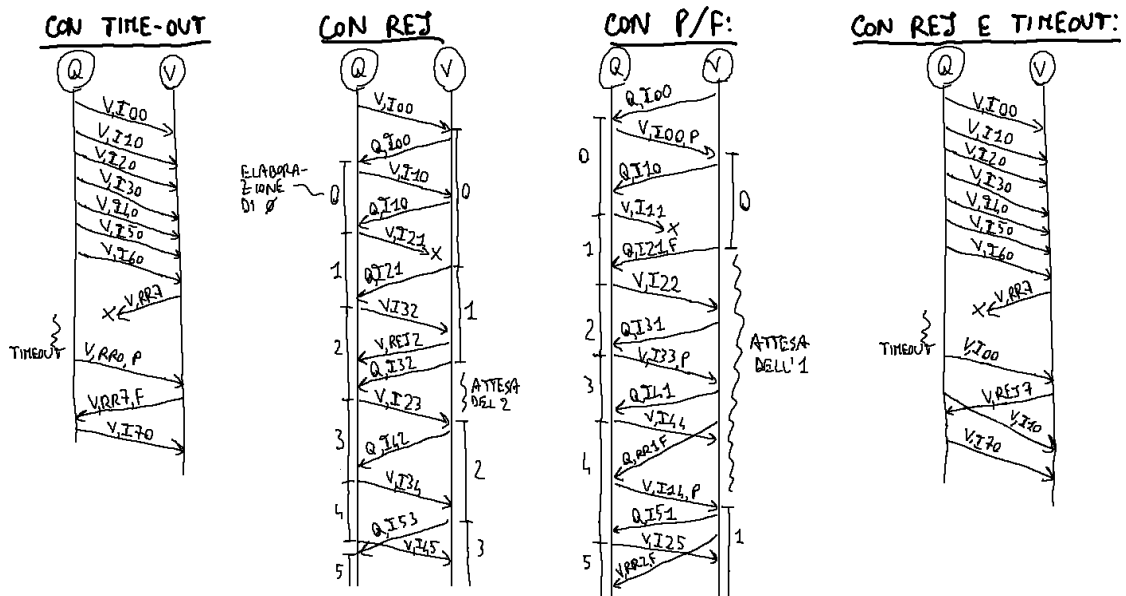 CON TIME-OUT
Q V
V,I00
V,I10
V,I20
V,I30
V,I40
V,I50
V,I60
V,RR7
X
TIMEOUT
V,RR0,P
V,RR7,F
V,I70
CON REJ
Q V
V,I00
Q,I00
V,I10
ELABORA-
ZIONE
DI Ø
0
0
Q,I10
V,I21
X
1
Q,I21
1
V,I32
V,REJ2
2
Q,I32
ATTESA
DEL 2
V,I23
3
Q,I42
2
V,I34
4
Q,I53
V,I45
3
5
CON P/F:
Q V
Q,I00
V,I00,P
0
Q,I10
0
V,I11
X
1
Q,I21,F
V,I22
2
Q,I31
ATTESA
DELL'1
V,I33,P
3
Q,I41
V,I44
Q,RR1F
4
V,I14,P
Q,I51
1
V,I25
5
V,RR2,F
CON REJ E TIMEOUT:
Q V
V,I00
V,I10
V,I20
V,I30
V,I40
V,I50
V,I60
V,RR7
X
TIMEOUT
V,I00
V,REJ7
V,I10
V,I70